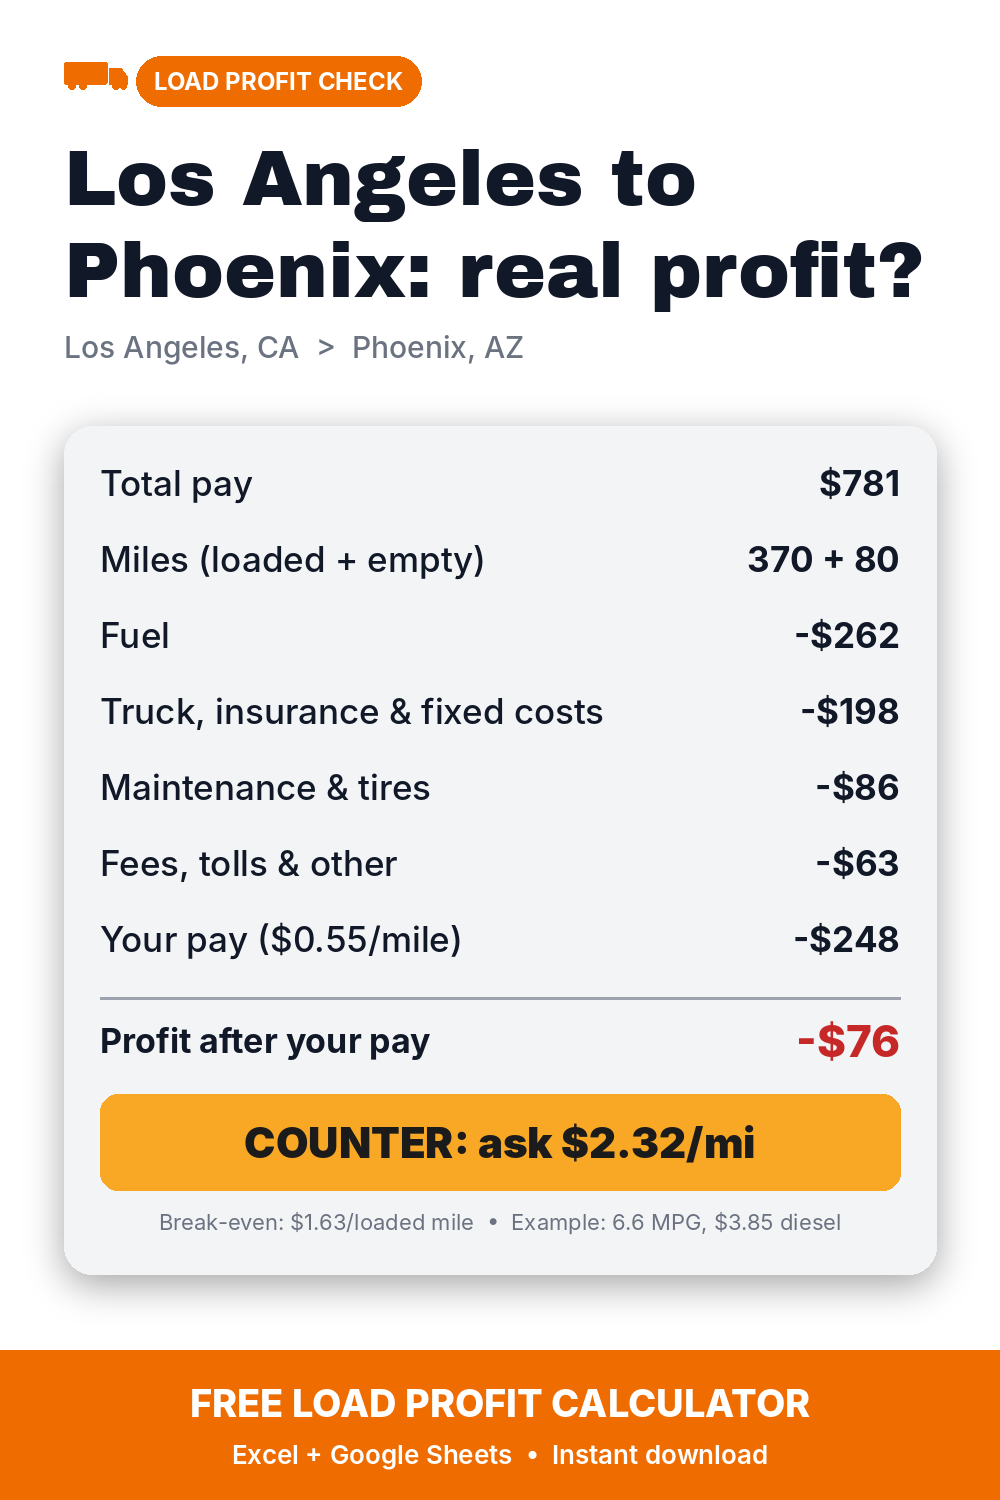 LOAD PROFIT CHECK
Los Angeles to
Phoenix: real profit?
Los Angeles, CA > Phoenix, AZ
Total pay $781
Miles (loaded + empty) 370 + 80
Fuel -$262
Truck, insurance & fixed costs -$198
Maintenance & tires -$86
Fees, tolls & other -$63
Your pay ($0.55/mile) -$248
Profit after your pay -$76
COUNTER: ask $2.32/mi
Break-even: $1.63/loaded mile • Example: 6.6 MPG, $3.85 diesel
FREE LOAD PROFIT CALCULATOR
Excel + Google Sheets • Instant download